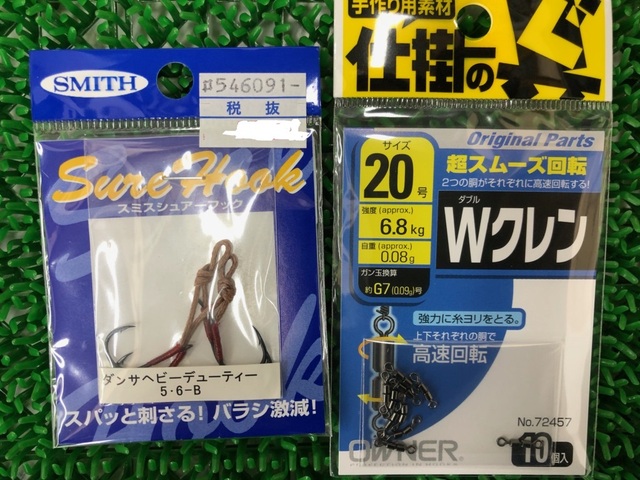 SMITH
#546091-
税抜
Sure Hook
スミスシュアーフック
ダンサヘビーデューティー
5・6-B
スパッと刺さる! バラシ激減!
手作り用素材
仕掛の
Original Parts
サイズ
20号
超スムーズ回転
2つの胴がそれぞれに高速回転する!
強度(approx.)
6.8kg
自重(approx.)
0.08g
ガン玉換算
約G7(0.09g)号
ダブル
Wクレン
強力に糸ヨリをとる。
上下それぞれの胴で
高速回転
No.72457
OWNER
10個入